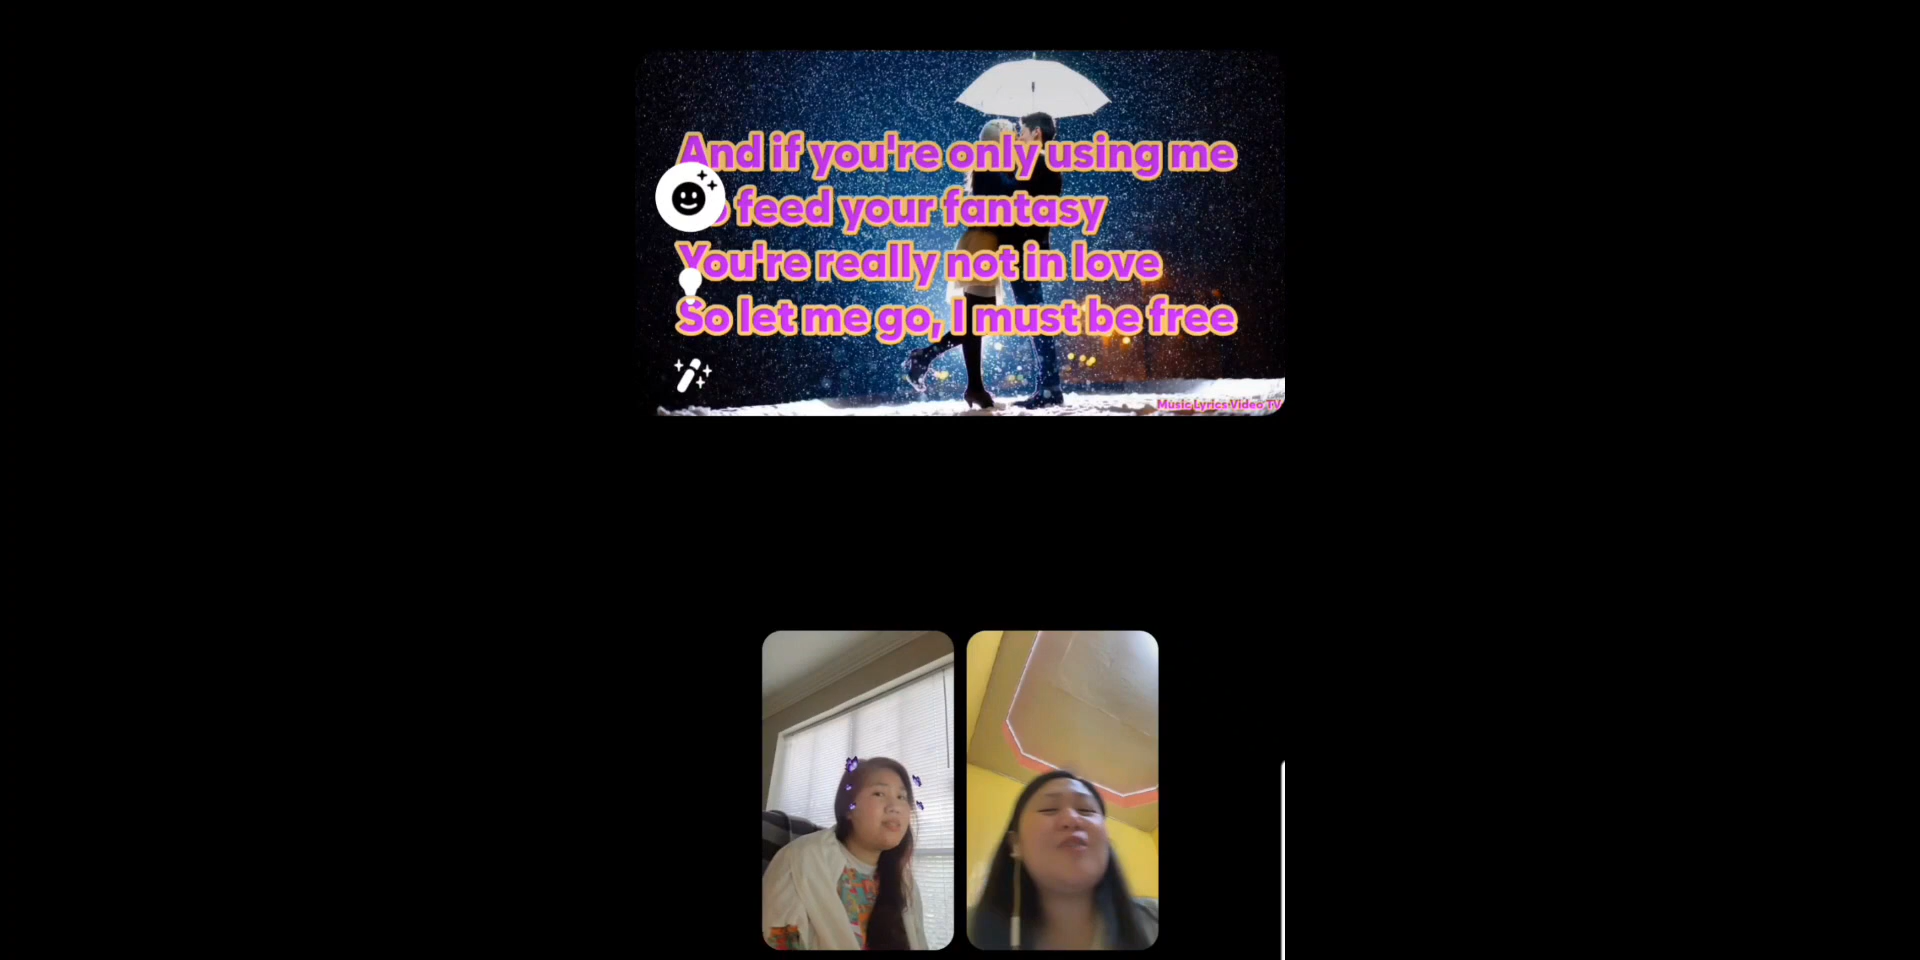 And if you're only using me
feed your fantasy
You're really not in love
So let me go, I must be free
Music Lyrics Video TV